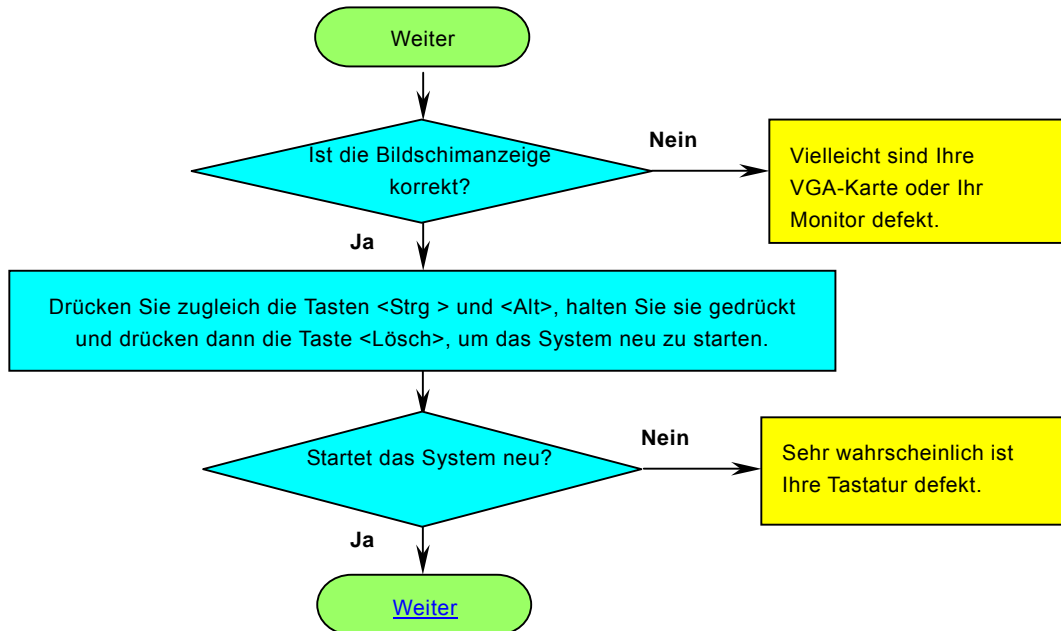 Weiter
Ist die Bildschimanzeige
korrekt?
Nein
Vielleicht sind Ihre
VGA-Karte oder Ihr
Monitor defekt.
Ja
Drücken Sie zugleich die Tasten <Strg > und <Alt>, halten Sie sie gedrückt
und drücken dann die Taste <Lösch>, um das System neu zu starten.
Startet das System neu?
Nein
Sehr wahrscheinlich ist
Ihre Tastatur defekt.
Ja
Weiter